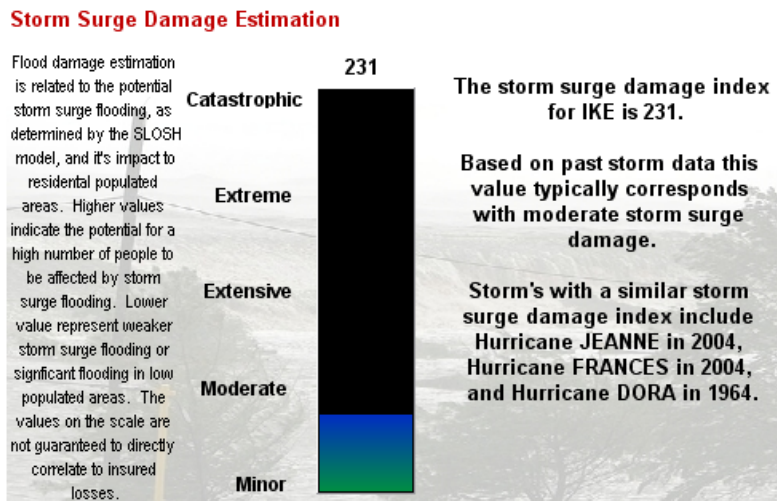 Storm Surge Damage Estimation
Flood damage estimation
is related to the potential
storm surge flooding, as
determined by the SLOSH
model, and it's impact to
residental populated
areas. Higher values
indicate the potential for a
high number of people to
be affected by storm
surge flooding. Lower
value represent weaker
storm surge flooding or
signficant flooding in low
populated areas. The
values on the scale are
not guaranteed to directly
correlate to insured
losses.
231
Catastrophic
Extreme
Extensive
Moderate
Minor
The storm surge damage index
for IKE is 231.
Based on past storm data this
value typically corresponds
with moderate storm surge
damage.
Storm's with a similar storm
surge damage index include
Hurricane JEANNE in 2004,
Hurricane FRANCES in 2004,
and Hurricane DORA in 1964.